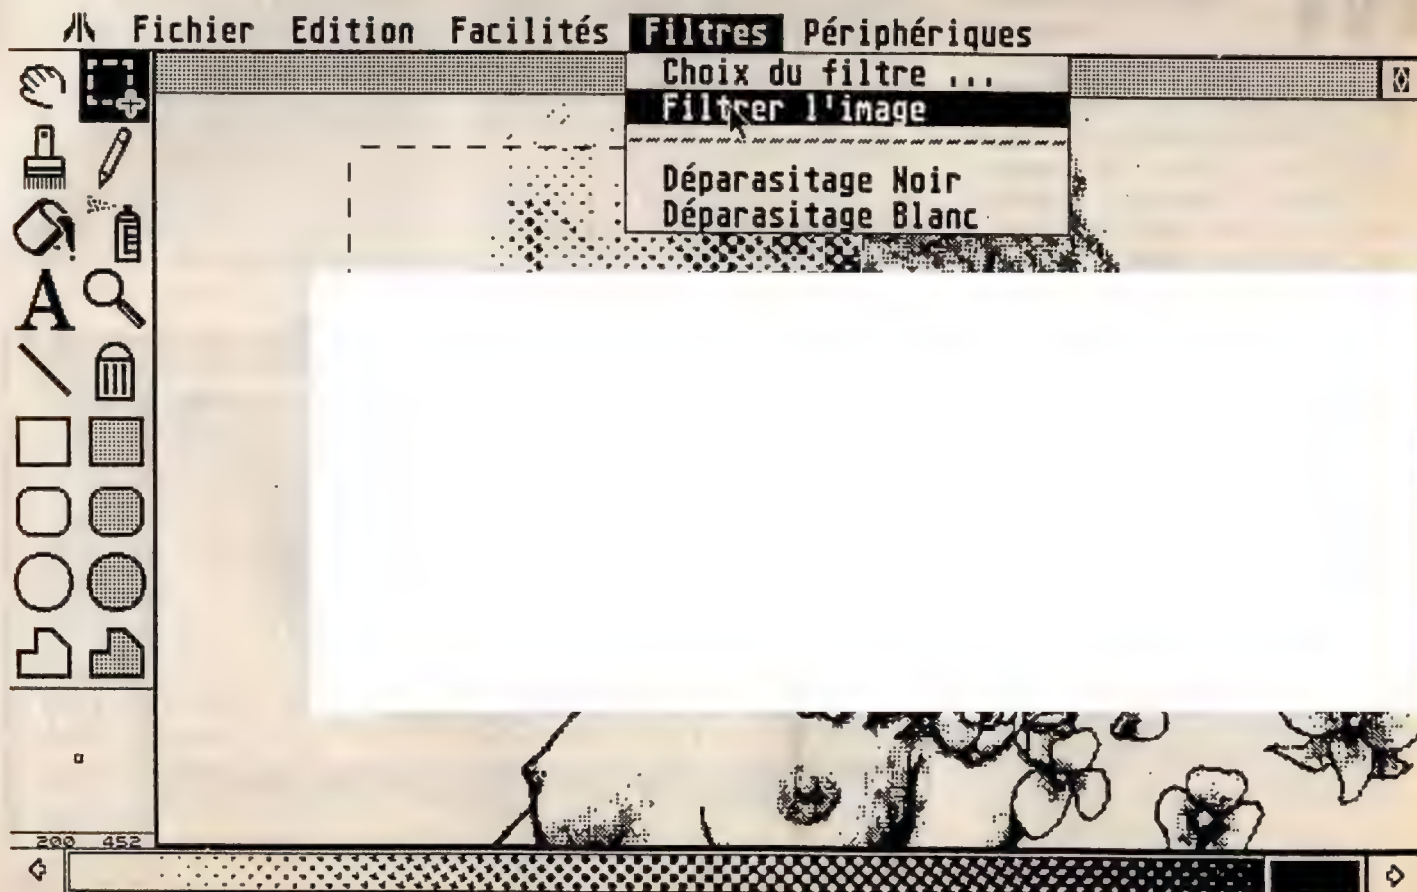 Fichier Edition Facilités Filtres Périphériques
Choix du filtre ...
Filtrer l'image
Déparasitage Noir
Déparasitage Blanc
A
200 452